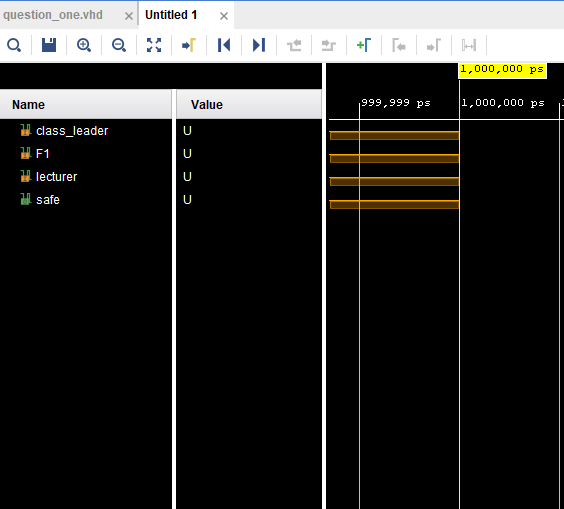 question_one.vhd
Untitled 1
1,000,000 ps
999,999 ps
1,000,000 ps
Name
Value
class_leader
U
F1
U
lecturer
U
safe
U